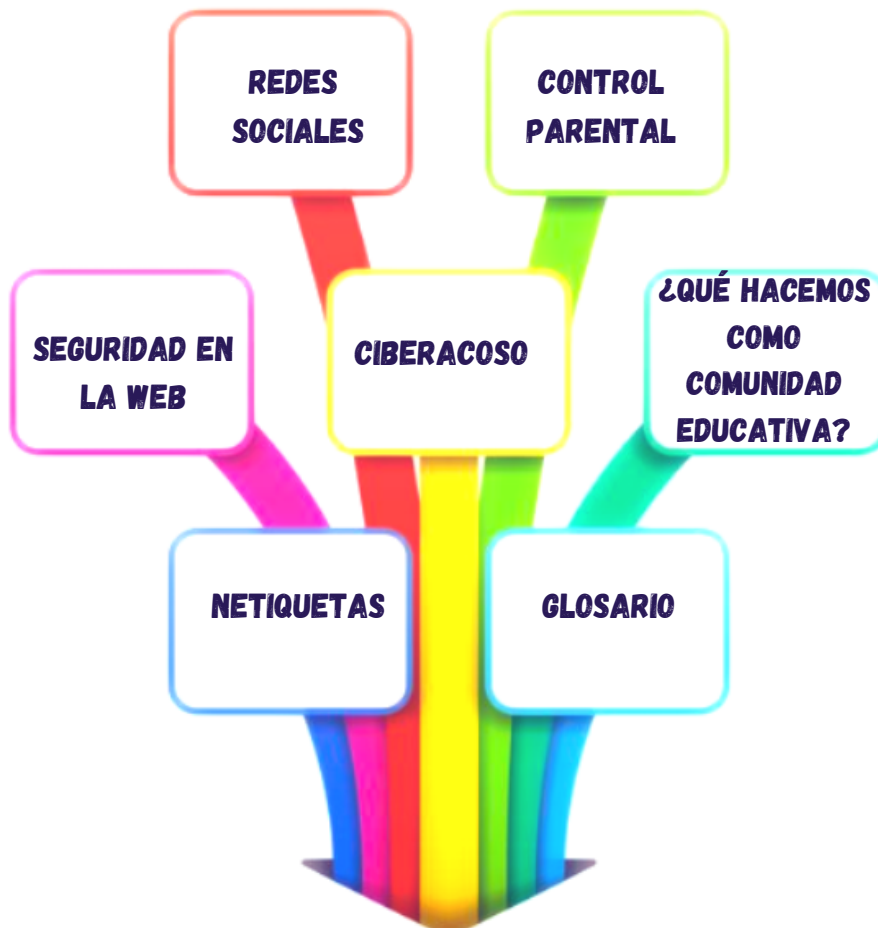 REDES
SOCIALES
CONTROL
PARENTAL
SEGURIDAD EN
LA WEB
CIBERACOSO
¿QUÉ HACEMOS
COMO
COMUNIDAD
EDUCATIVA?
NETIQUETAS
GLOSARIO